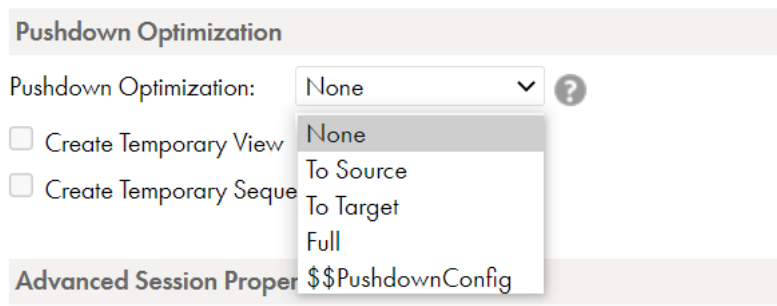 Pushdown Optimization
Pushdown Optimization: None
None
Create Temporary View
To Source
Create Temporary Seque
To Target
Full
Advanced Session Proper
$$PushdownConfig